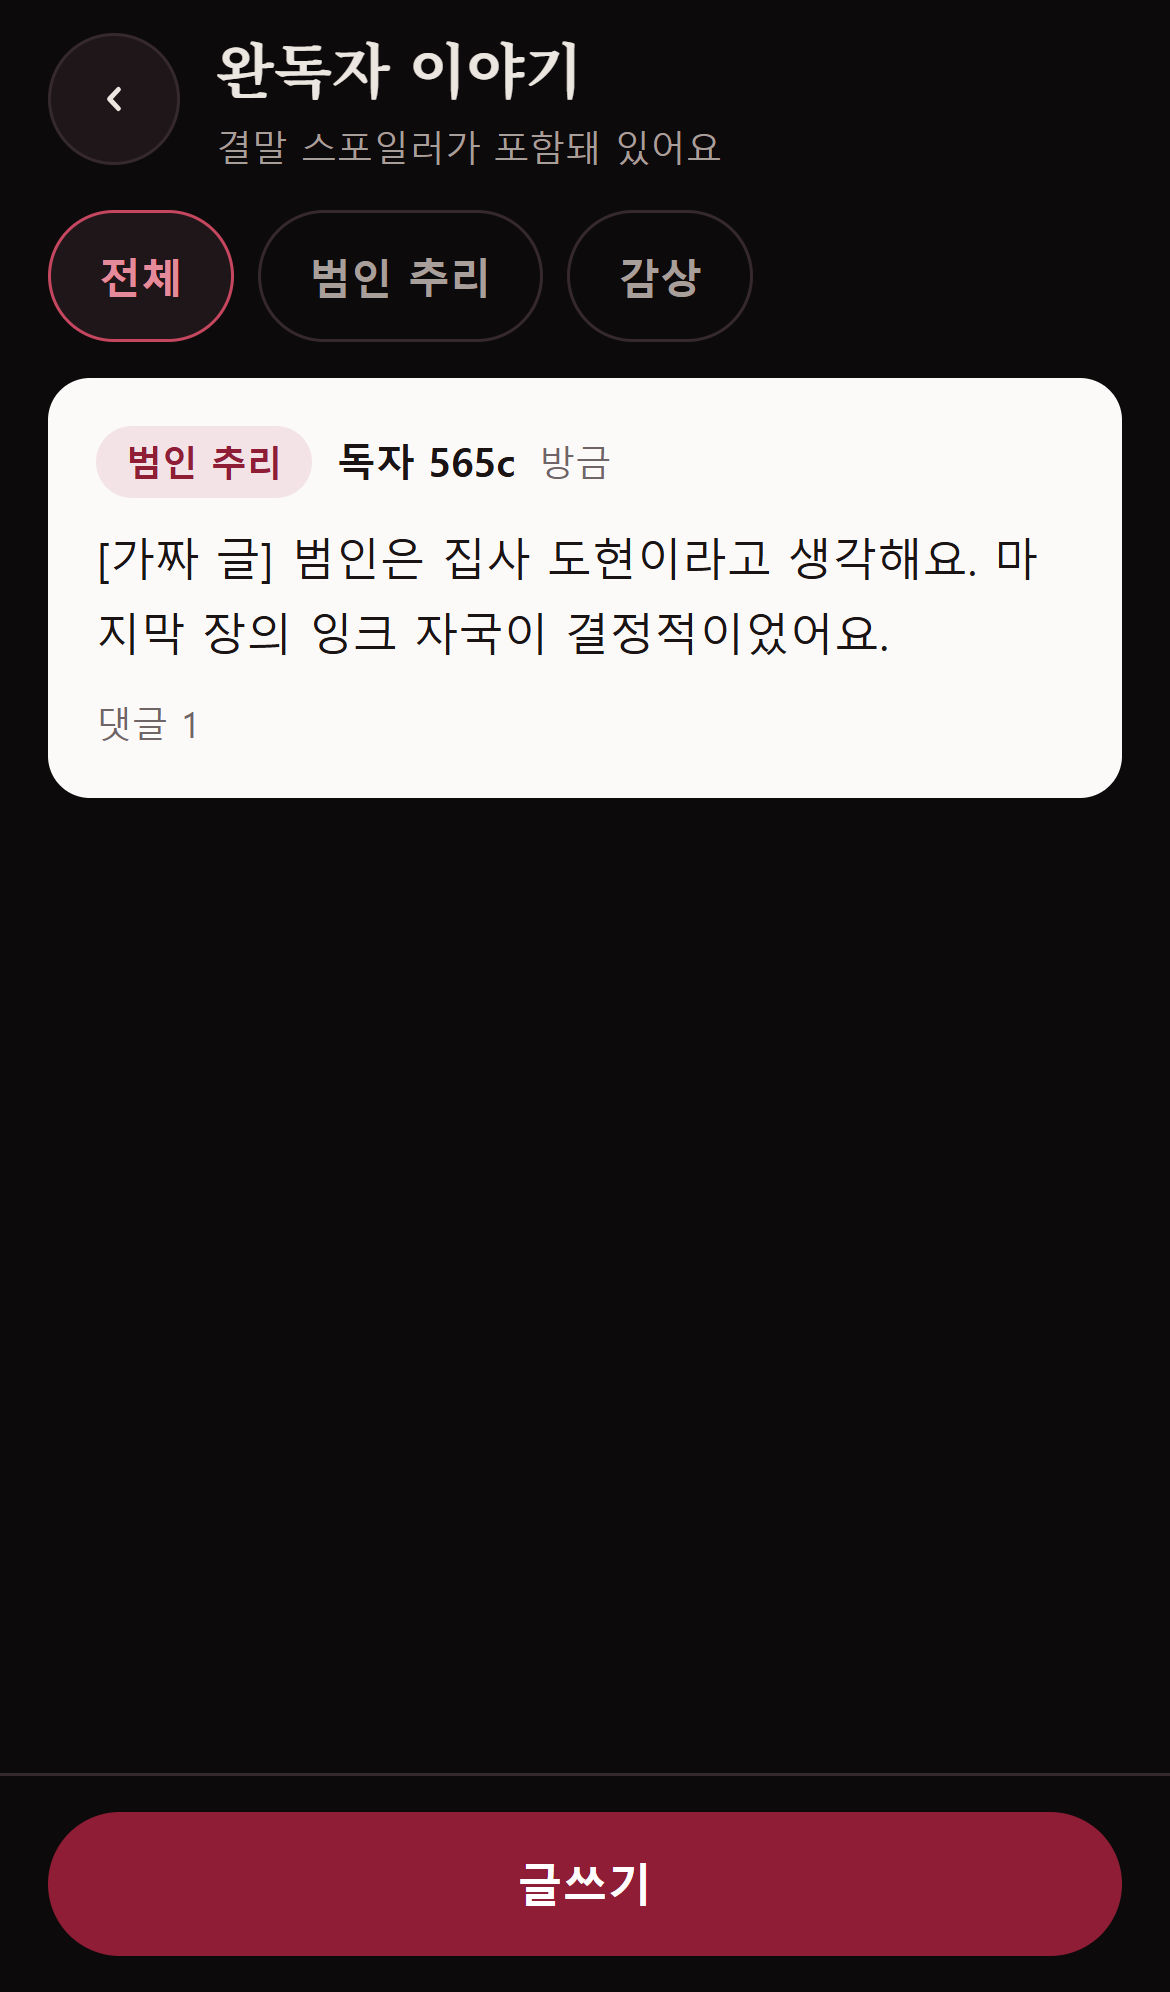 완독자 이야기
결말 스포일러가 포함돼 있어요
전체 범인 추리 감상
범인 추리 독자 565c 방금
[가짜 글] 범인은 집사 도현이라고 생각해요. 마
지막 장의 잉크 자국이 결정적이었어요.
댓글 1
글쓰기